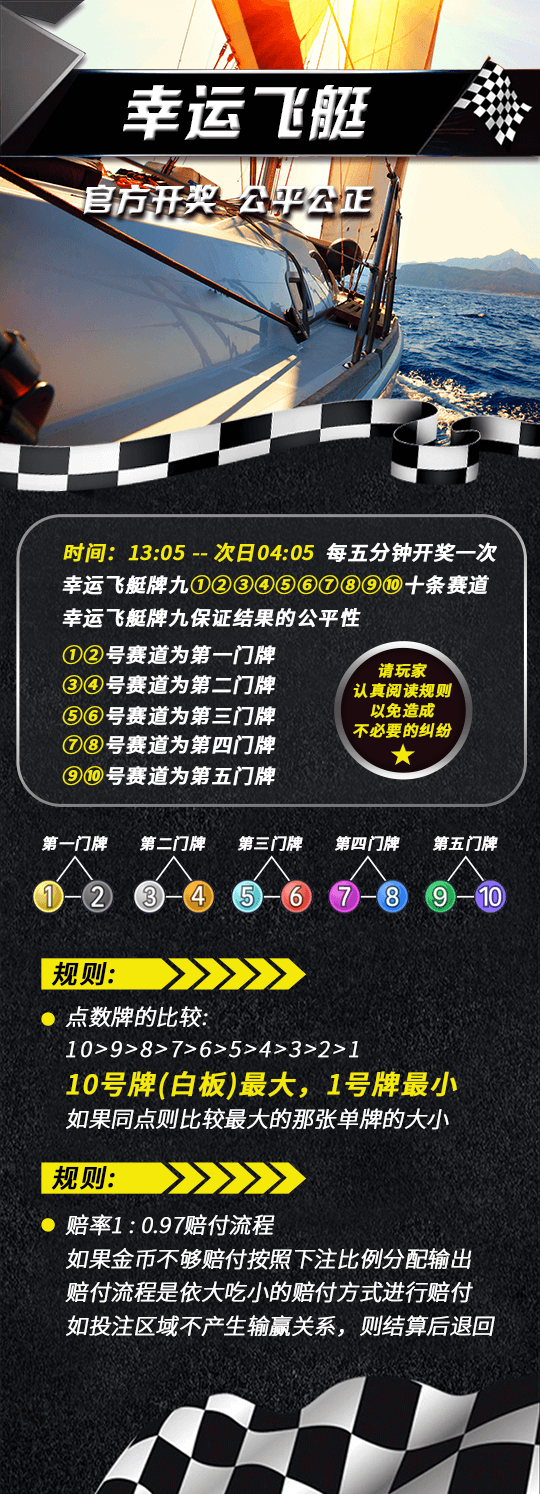 幸运飞艇
官方开奖 公平公正
时间：13:05 -- 次日04:05 每五分钟开奖一次
幸运飞艇牌九①②③④⑤⑥⑦⑧⑨⑩十条赛道
幸运飞艇牌九保证结果的公平性
①②号赛道为第一门牌
③④号赛道为第二门牌
⑤⑥号赛道为第三门牌
⑦⑧号赛道为第四门牌
⑨⑩号赛道为第五门牌
请玩家
认真阅读规则
以免造成
不必要的纠纷
第一门牌 第二门牌 第三门牌 第四门牌 第五门牌
1 2 3 4 5 6 7 8 9 10
规则:
点数牌的比较:
10>9>8>7>6>5>4>3>2>1
10号牌(白板)最大，1号牌最小
如果同点则比较最大的那张单牌的大小
规则:
赔率1 : 0.97赔付流程
如果金币不够赔付按照下注比例分配输出
赔付流程是依大吃小的赔付方式进行赔付
如投注区域不产生输赢关系，则结算后退回